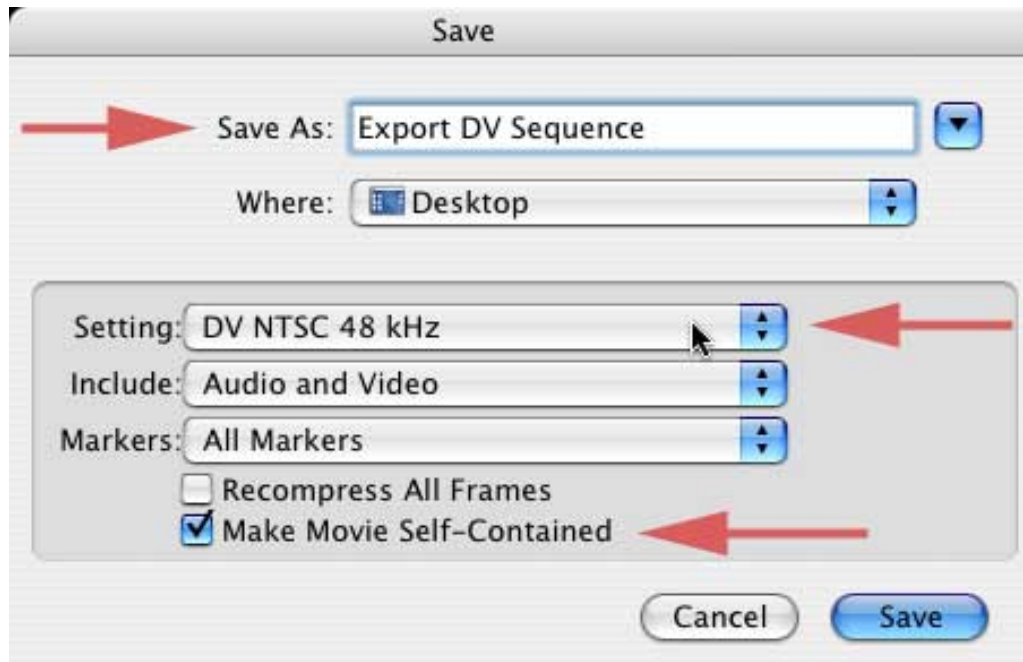 Save
Save As: Export DV Sequence
Where: Desktop
Setting: DV NTSC 48 kHz
Include: Audio and Video
Markers: All Markers
Recompress All Frames
Make Movie Self-Contained
Cancel Save